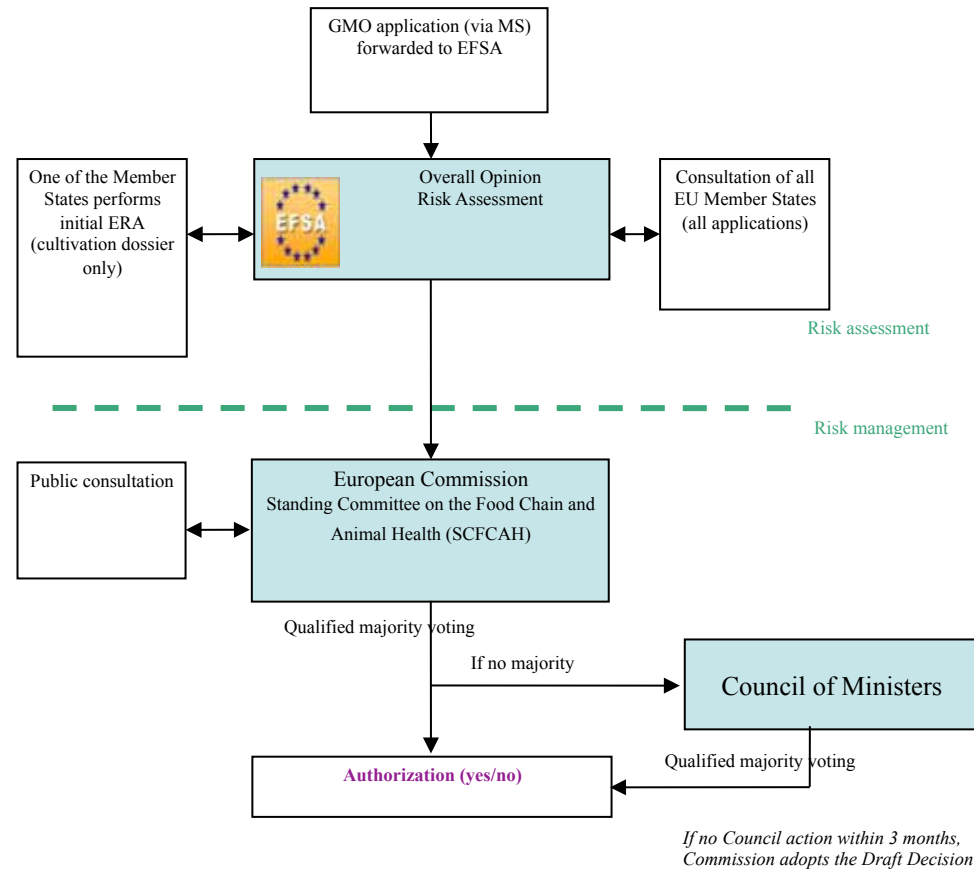 GMO application (via MS)
forwarded to EFSA
One of the Member
States performs
initial ERA
(cultivation dossier
only)
EFSA
Overall Opinion
Risk Assessment
Consultation of all
EU Member States
(all applications)
Risk assessment
Risk management
Public consultation
European Commission
Standing Committee on the Food Chain and
Animal Health (SCFCAH)
Qualified majority voting
If no majority
Council of Ministers
Qualified majority voting
Authorization (yes/no)
If no Council action within 3 months,
Commission adopts the Draft Decision